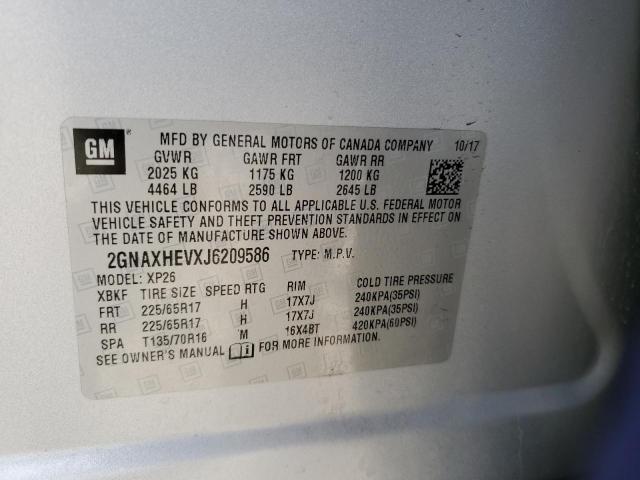 GM
MFD BY GENERAL MOTORS OF CANADA COMPANY 10/17
GVWR GAWR FRT GAWR RR
2025 KG 1175 KG 1200 KG
4464 LB 2590 LB 2645 LB
THIS VEHICLE CONFORMS TO ALL APPLICABLE U.S. FEDERAL MOTOR
VEHICLE SAFETY AND THEFT PREVENTION STANDARDS IN EFFECT ON
THE DATE OF MANUFACTURE SHOWN ABOVE.
2GNAXHEVXJ6209586 TYPE: M.P.V.
MODEL: XP26
XBKF TIRE SIZE SPEED RTG RIM COLD TIRE PRESSURE
FRT 225/65R17 H 17X7J 240KPA(35PSI)
RR 225/65R17 H 17X7J 240KPA(35PSI)
SPA T135/70R16 M 16X4BT 420KPA(60PSI)
SEE OWNER'S MANUAL FOR MORE INFORMATION